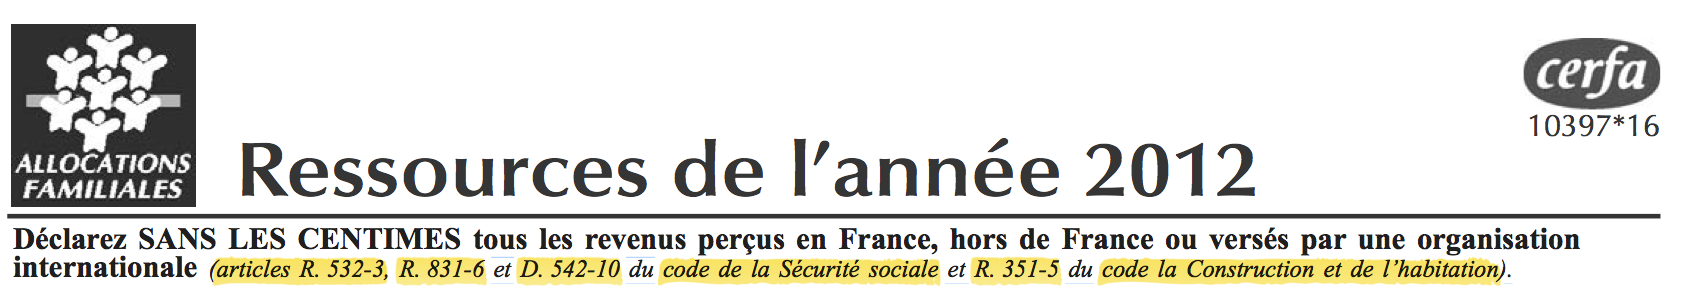 ALLOCATIONS
FAMILIALES
cerfa
10397*16
Ressources de l’année 2012
Déclarez SANS LES CENTIMES tous les revenus perçus en France, hors de France ou versés par une organisation
internationale (articles R. 532-3, R. 831-6 et D. 542-10 du code de la Sécurité sociale et R. 351-5 du code la Construction et de l’habitation).